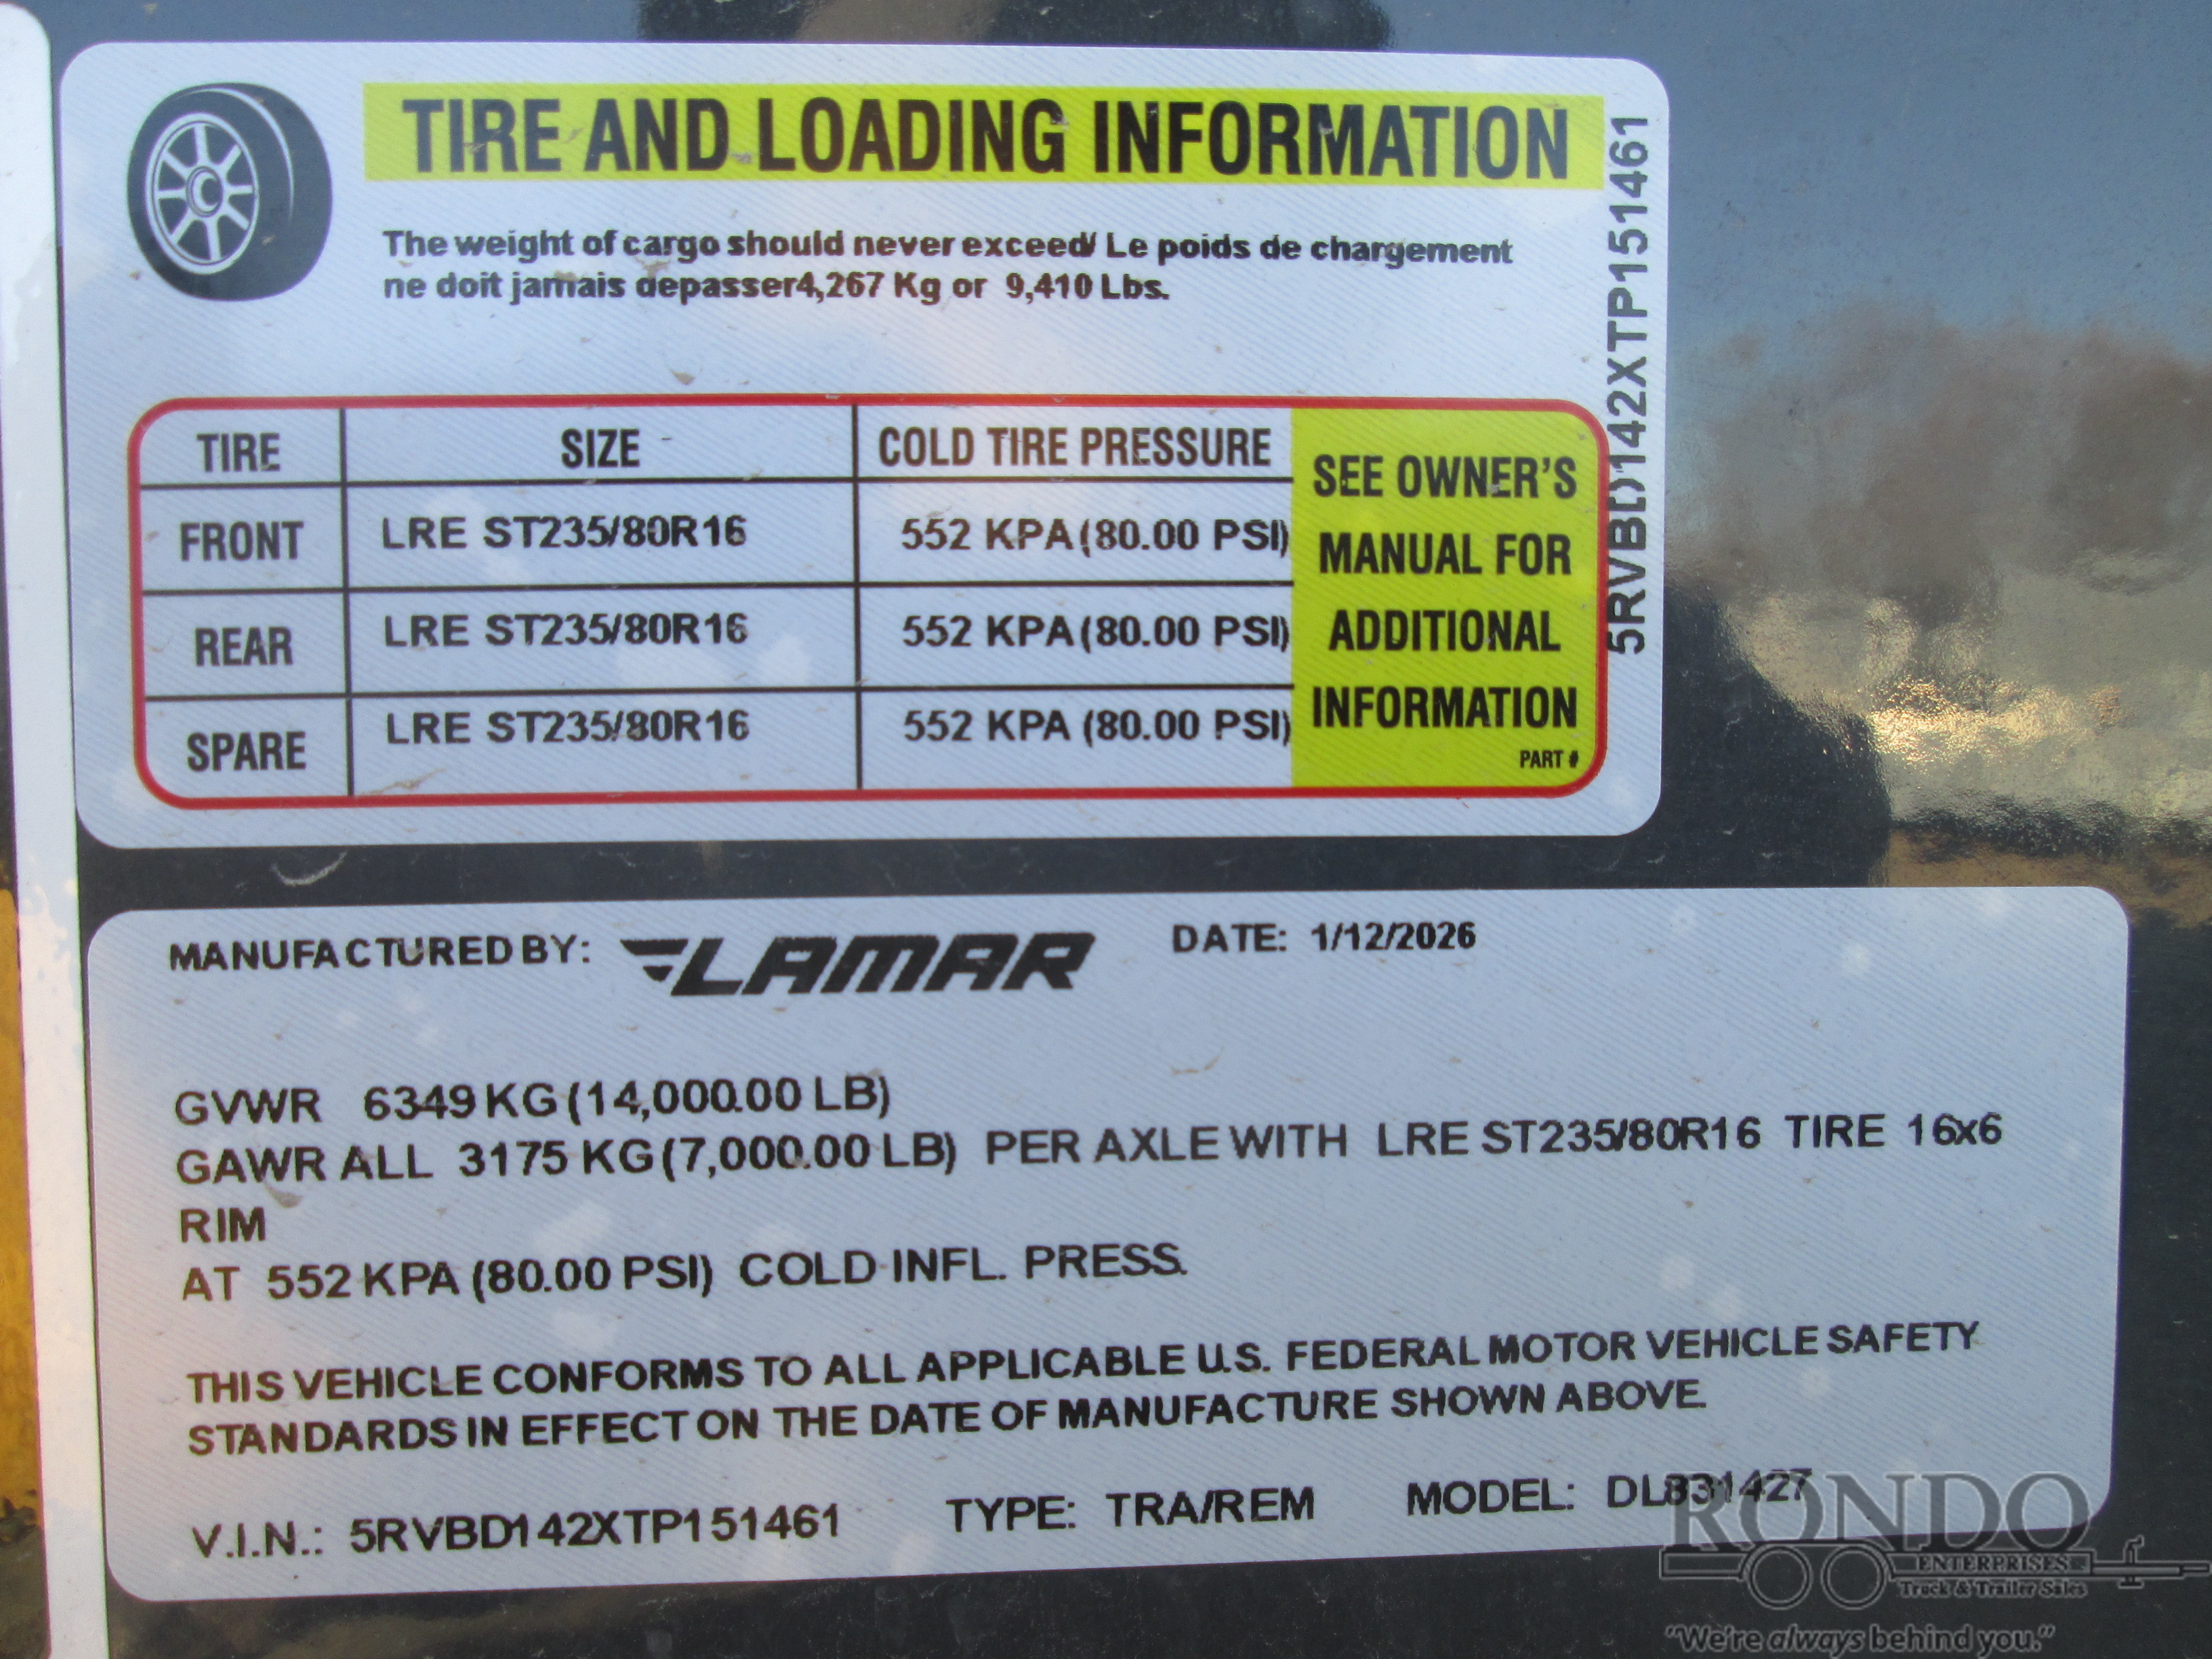 TIRE AND LOADING INFORMATION
The weight of cargo should never exceed/ Le poids de chargement
ne doit jamais depasser4,267 Kg or 9,410 Lbs.
5RVBD142XTP151461
TIRE SIZE COLD TIRE PRESSURE
FRONT LRE ST235/80R16 552 KPA (80.00 PSI)
REAR LRE ST235/80R16 552 KPA (80.00 PSI)
SPARE LRE ST235/80R16 552 KPA (80.00 PSI)
SEE OWNER'S
MANUAL FOR
ADDITIONAL
INFORMATION
PART #
MANUFACTURED BY: LAMAR DATE: 1/12/2026
GVWR 6349 KG (14,000.00 LB)
GAWR ALL 3175 KG (7,000.00 LB) PER AXLE WITH LRE ST235/80R16 TIRE 16x6
RIM
AT 552 KPA (80.00 PSI) COLD INFL. PRESS.
THIS VEHICLE CONFORMS TO ALL APPLICABLE U.S. FEDERAL MOTOR VEHICLE SAFETY
STANDARDS IN EFFECT ON THE DATE OF MANUFACTURE SHOWN ABOVE.
V.I.N.: 5RVBD142XTP151461 TYPE: TRA/REM MODEL: DL831427
RONDO
ENTERPRISES
Truck & Trailer Sales
"We're always behind you."